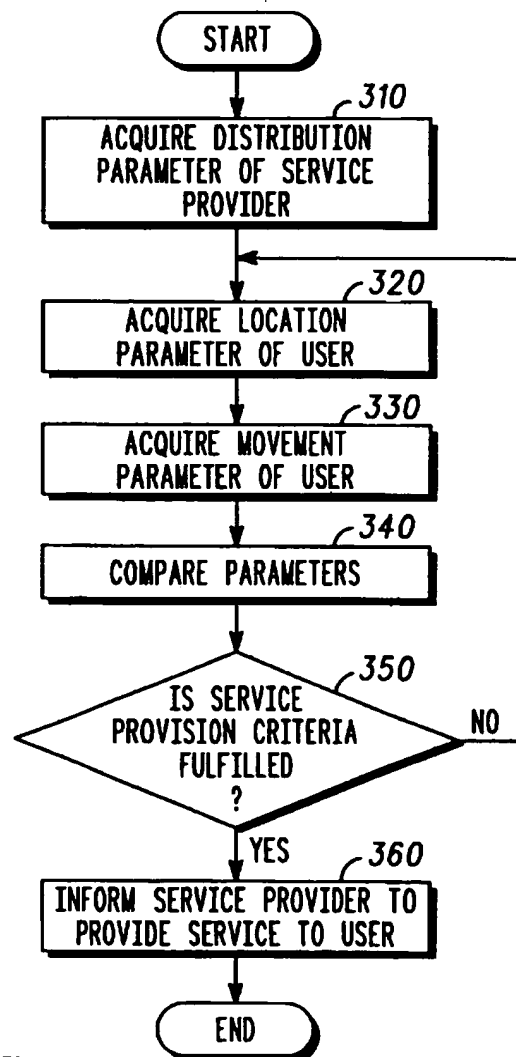 START
310
ACQUIRE DISTRIBUTION
PARAMETER OF SERVICE
PROVIDER
320
ACQUIRE LOCATION
PARAMETER OF USER
330
ACQUIRE MOVEMENT
PARAMETER OF USER
340
COMPARE PARAMETERS
350
IS SERVICE
PROVISION CRITERIA
FULFILLED
?
NO
YES
360
INFORM SERVICE PROVIDER TO
PROVIDE SERVICE TO USER
END